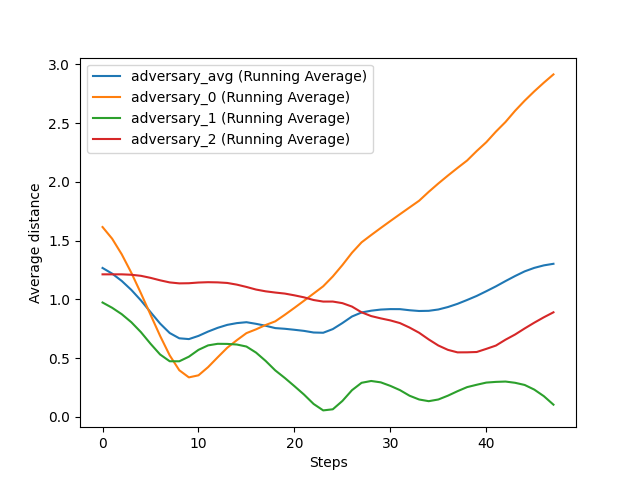 adversary_avg (Running Average)
adversary_0 (Running Average)
adversary_1 (Running Average)
adversary_2 (Running Average)
Average distance
3.0
2.5
2.0
1.5
1.0
0.5
0.0
0 10 20 30 40
Steps